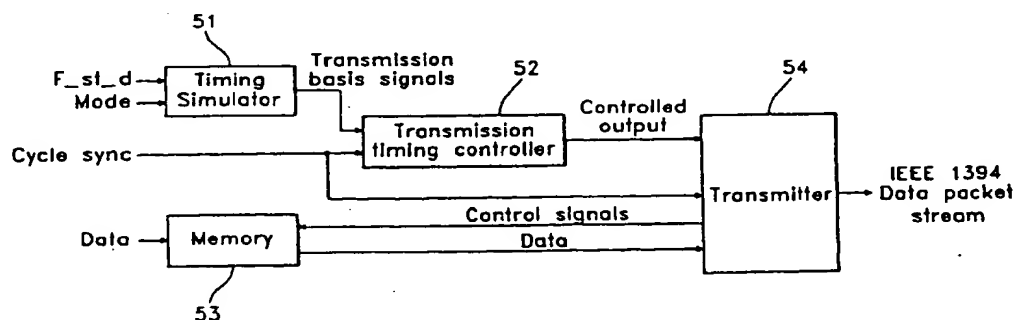 51
F_st_d
Mode
Timing
Simulator
Transmission
basis signals
52
Transmission
timing controller
Controlled
output
54
Cycle sync
Transmitter
IEEE 1394
Data packet
stream
Control signals
Data
Memory
Data
53